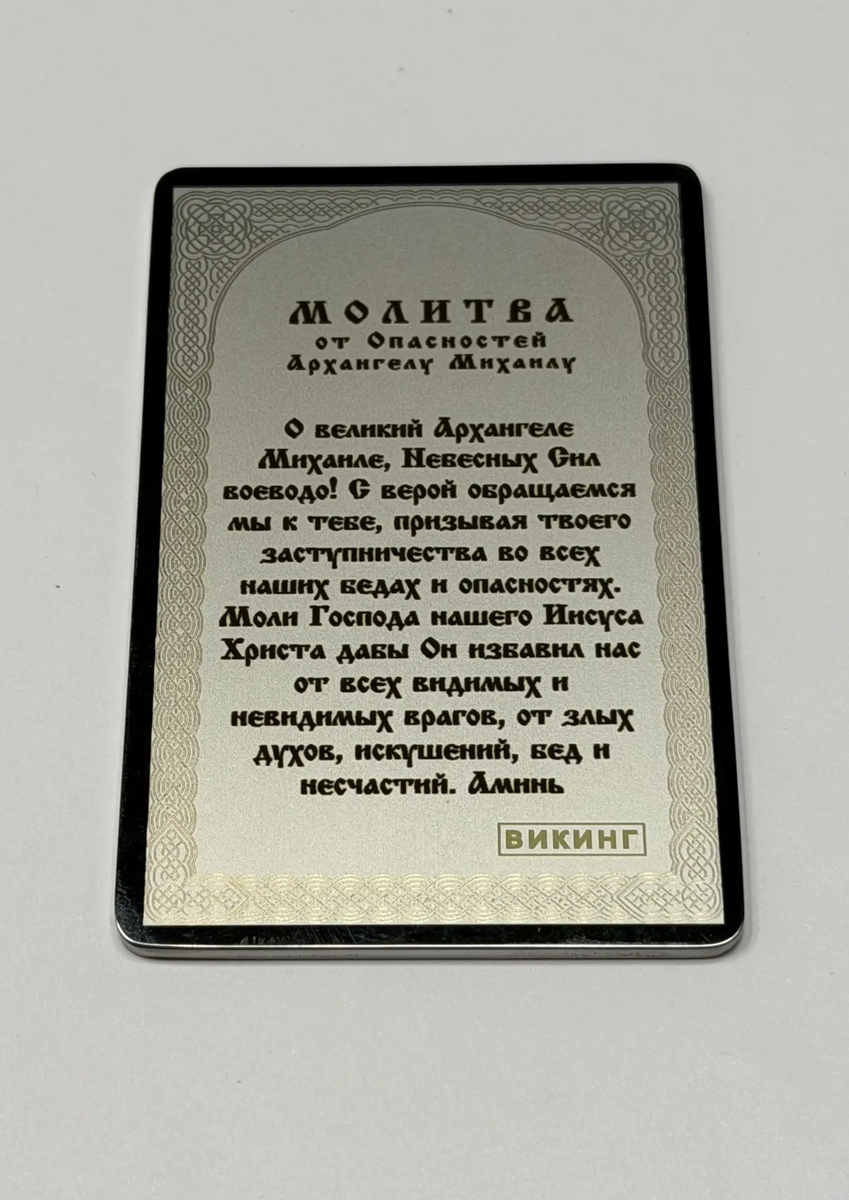 МОЛИТВА
от Опасностей
Архангелу Михаилу
О великий Архангеле
Михаиле, Небесных Сил
воеводо! С верой обращаемся
мы к тебе, призывая твоего
заступничества во всех
наших бедах и опасностях.
Моли Господа нашего Иисуса
Христа дабы Он избавил нас
от всех видимых и
невидимых врагов, от злых
духов, искушений, бед и
несчастий. Аминь
ВИКИНГ